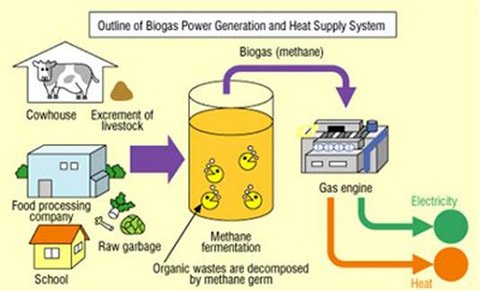 Outline of Biogas Power Generation and Heat Supply System
Biogas (methane)
Cowhouse
Excrement of
livestock
Food processing
company
Raw garbage
School
Methane
fermentation
Organic wastes are decomposed
by methane germ
Gas engine
Electricity
Heat